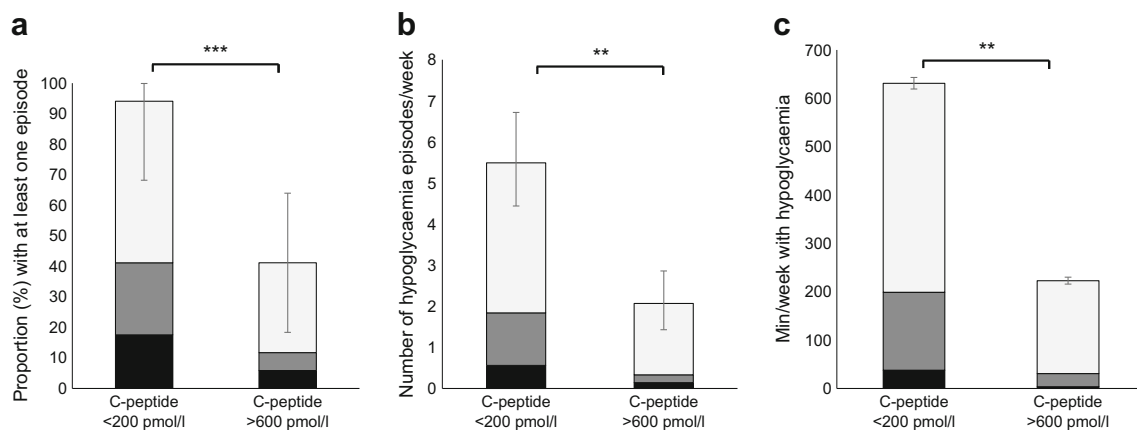 a
***
Proportion (%) with at least one episode
100
90
80
70
60
50
40
30
20
10
0
C-peptide
<200 pmol/l
C-peptide
>600 pmol/l
b
**
Number of hypoglycaemia episodes/week
8
7
6
5
4
3
2
1
0
C-peptide
<200 pmol/l
C-peptide
>600 pmol/l
c
**
Min/week with hypoglycaemia
700
600
500
400
300
200
100
0
C-peptide
<200 pmol/l
C-peptide
>600 pmol/l